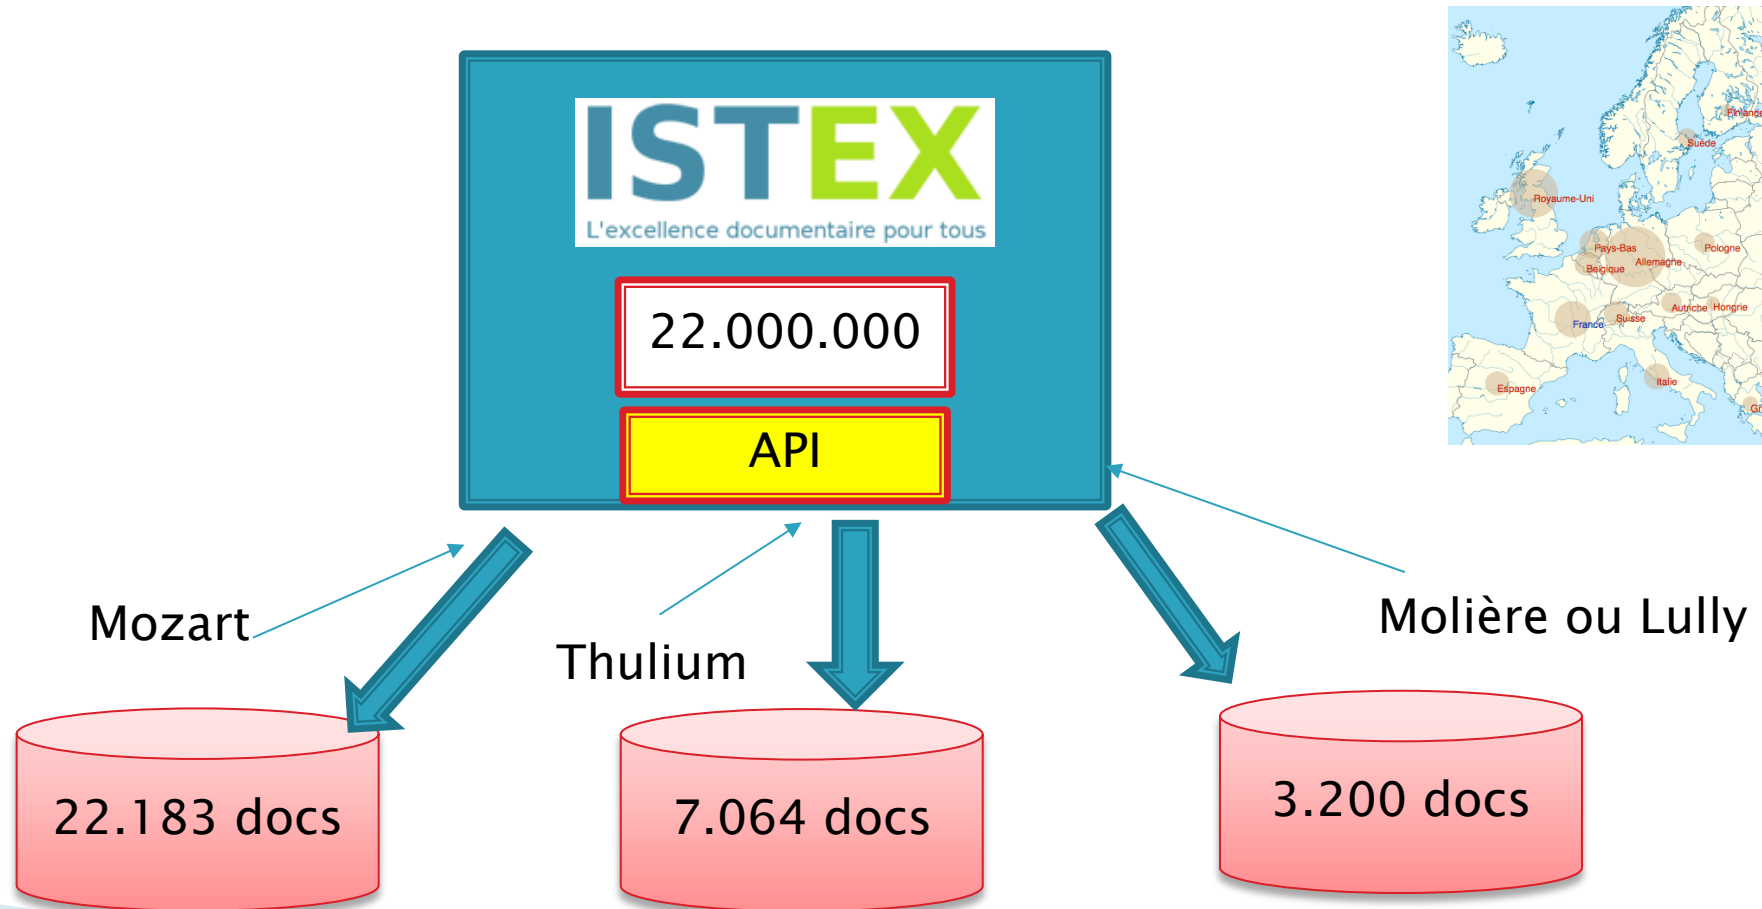 ISTEX
L'excellence documentaire pour tous
22.000.000
API
Finlande
Suède
Royaume-Uni
Pays-Bas
Pologne
Belgique
Allemagne
Autriche
Hongrie
France
Suisse
Espagne
Italie
Mozart
Thulium
Molière ou Lully
22.183 docs
7.064 docs
3.200 docs